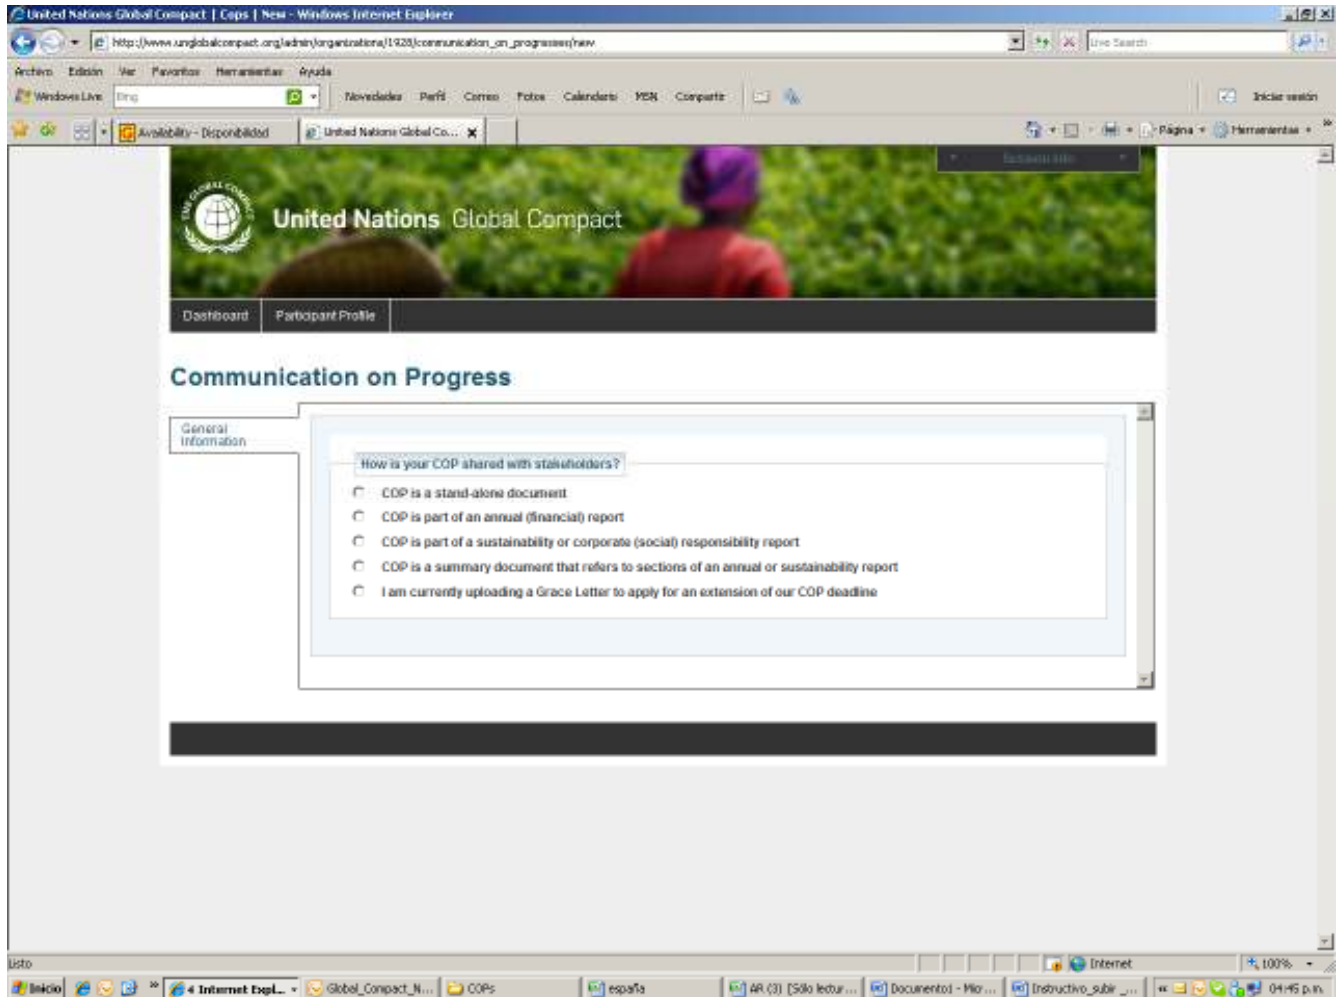 United Nations Global Compact | Cops | New - Windows Internet Explorer
http://www.unglobalcompact.org/admin/organizations/1928/communication_on_progresses/new
Live Search
Archivo Edición Ver Favoritos Herramientas Ayuda
Windows Live Bing Novedades Perfil Correo Fotos Calendario MSN Compartir Iniciar sesión
Availability - Disponibilidad United Nations Global Co... Página Herramientas
THE GLOBAL COMPACT
United Nations Global Compact
Dashboard Participant Profile
Communication on Progress
General
Information
How is your COP shared with stakeholders?
COP is a stand-alone document
COP is part of an annual (financial) report
COP is part of a sustainability or corporate (social) responsibility report
COP is a summary document that refers to sections of an annual or sustainability report
I am currently uploading a Grace Letter to apply for an extension of our COP deadline
Listo Internet 100%
Inicio 4 Internet Expl... Global_Compact_N... COPs españa AR (3) [Sólo lectur... Documento1 - Micr... Instructivo_subir_... 04:45 p.m.